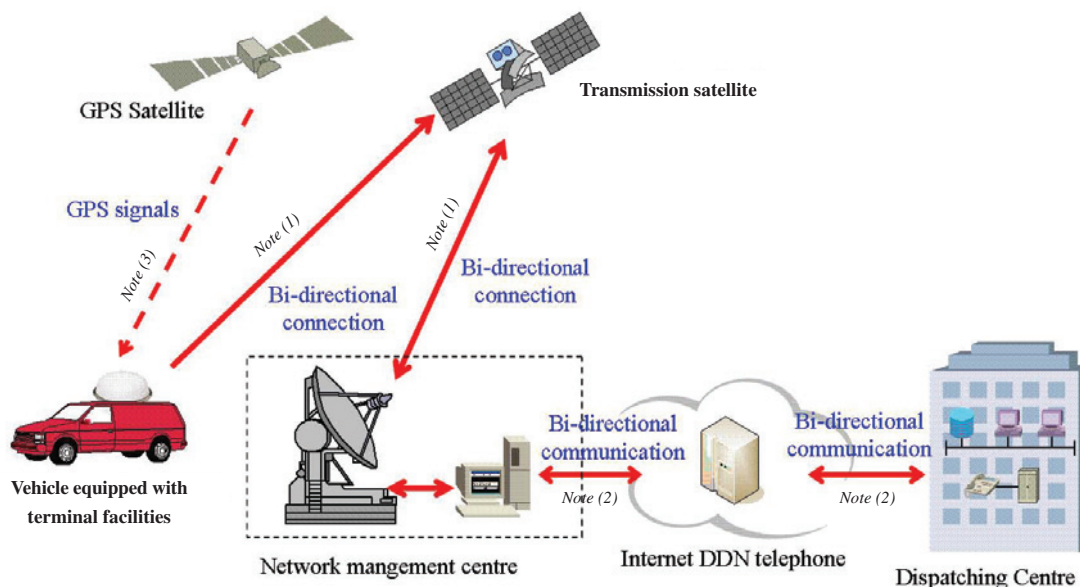 GPS Satellite
Transmission satellite
GPS signals
Note (3)
Note (1)
Note (1)
Bi-directional
connection
Bi-directional
connection
Vehicle equipped with
terminal facilities
Bi-directional
communication
Note (2)
Bi-directional
communication
Note (2)
Network mangement centre
Internet DDN telephone
Dispatching Centre